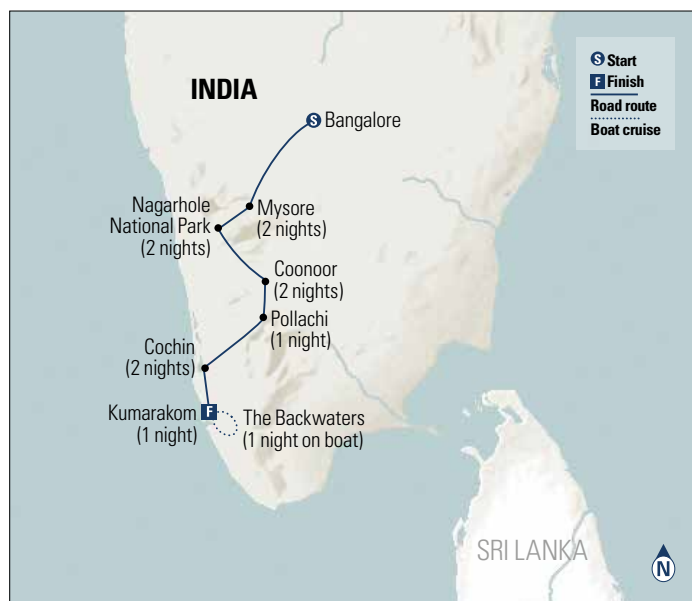 INDIA
S Start
F Finish
Road route
Boat cruise
S Bangalore
Nagarhole
National Park
(2 nights)
Mysore
(2 nights)
Coonoor
(2 nights)
Pollachi
(1 night)
Cochin
(2 nights)
Kumarakom
(1 night)
F
The Backwaters
(1 night on boat)
SRI LANKA
N